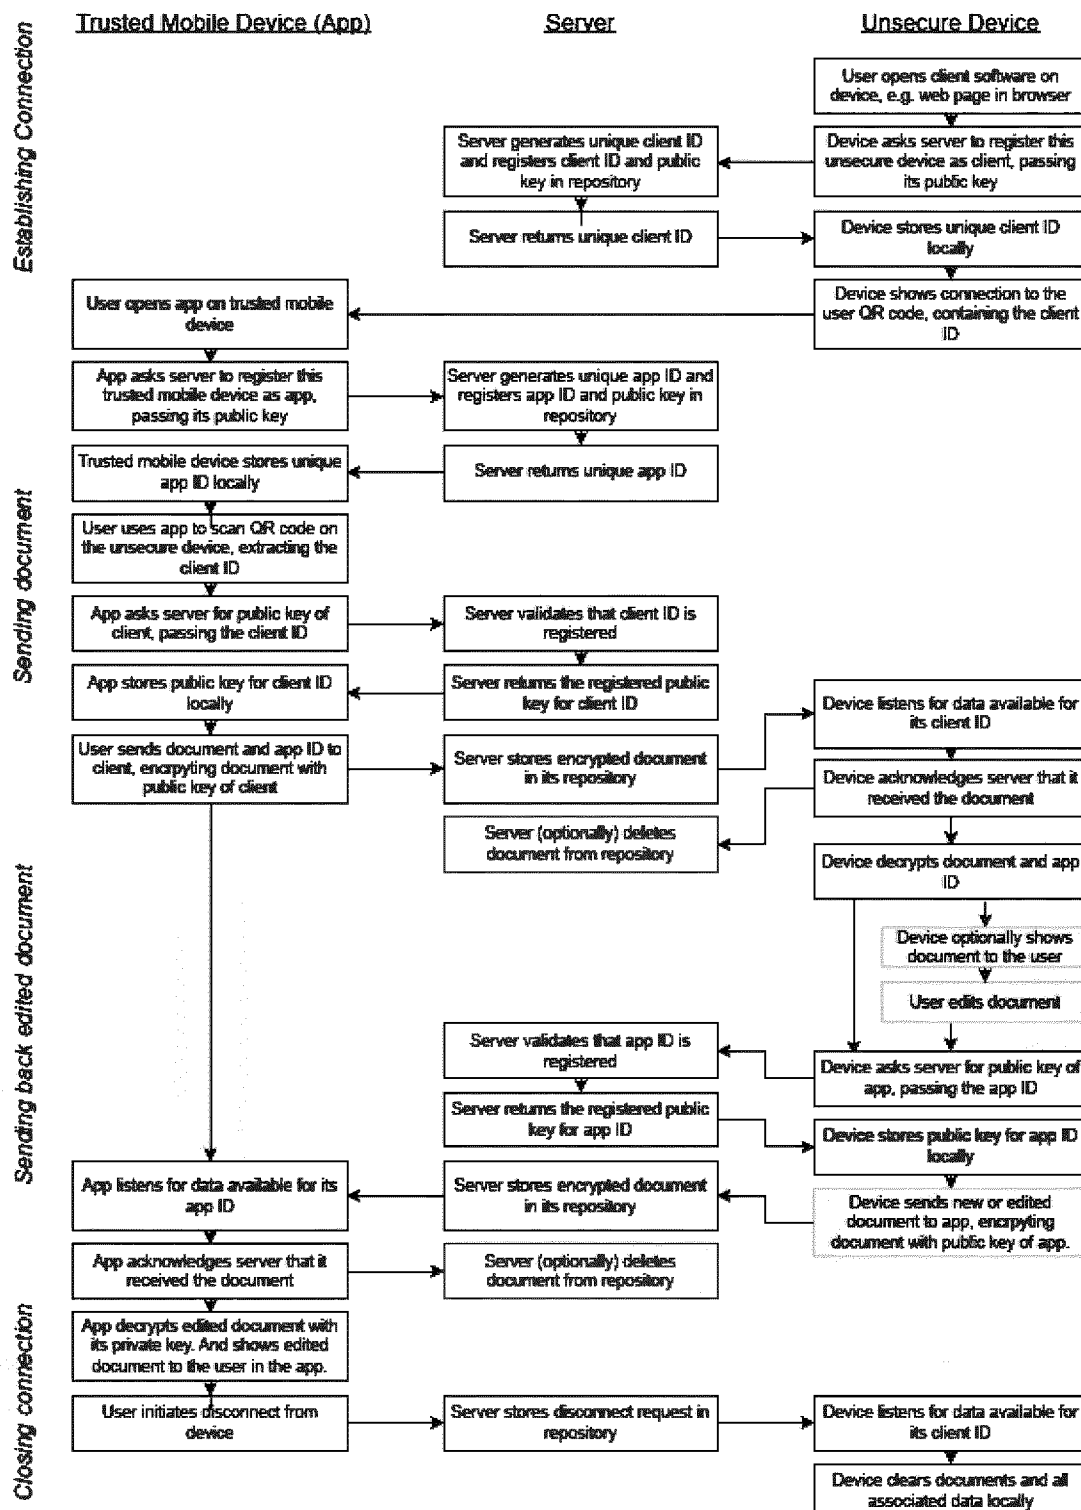 Trusted Mobile Device (App)
Server
Unsecure Device
Establishing Connection
User opens client software on
device, e.g. web page in browser
Server generates unique client ID
and registers client ID and public
key in repository
Device asks server to register this
unsecure device as client, passing
its public key
Server returns unique client ID
Device stores unique client ID
locally
User opens app on trusted mobile
device
Device shows connection to the
user QR code, containing the client
ID
App asks server to register this
trusted mobile device as app,
passing its public key
Server generates unique app ID and
registers app ID and public key in
repository
Trusted mobile device stores unique
app ID locally
Server returns unique app ID
Sending document
User uses app to scan QR code on
the unsecure device, extracting the
client ID
App asks server for public key of
client, passing the client ID
Server validates that client ID is
registered
App stores public key for client ID
locally
Server returns the registered public
key for client ID
Device listens for data available for
its client ID
User sends document and app ID to
client, encrpyting document with
public key of client
Server stores encrypted document
in its repository
Device acknowledges server that it
received the document
Server (optionally) deletes
document from repository
Device decrypts document and app
ID
Sending back edited document
Device optionally shows
document to the user
User edits document
Server validates that app ID is
registered
Device asks server for public key of
app, passing the app ID
Server returns the registered public
key for app ID
Device stores public key for app ID
locally
App listens for data available for its
app ID
Server stores encrypted document
in its repository
Device sends new or edited
document to app, encrpyting
document with public key of app.
App acknowledges server that it
received the document
Server (optionally) deletes
document from repository
Closing connection
App decrypts edited document with
its private key. And shows edited
document to the user in the app.
User initiates disconnect from
device
Server stores disconnect request in
repository
Device listens for data available for
its client ID
Device clears documents and all
associated data locally